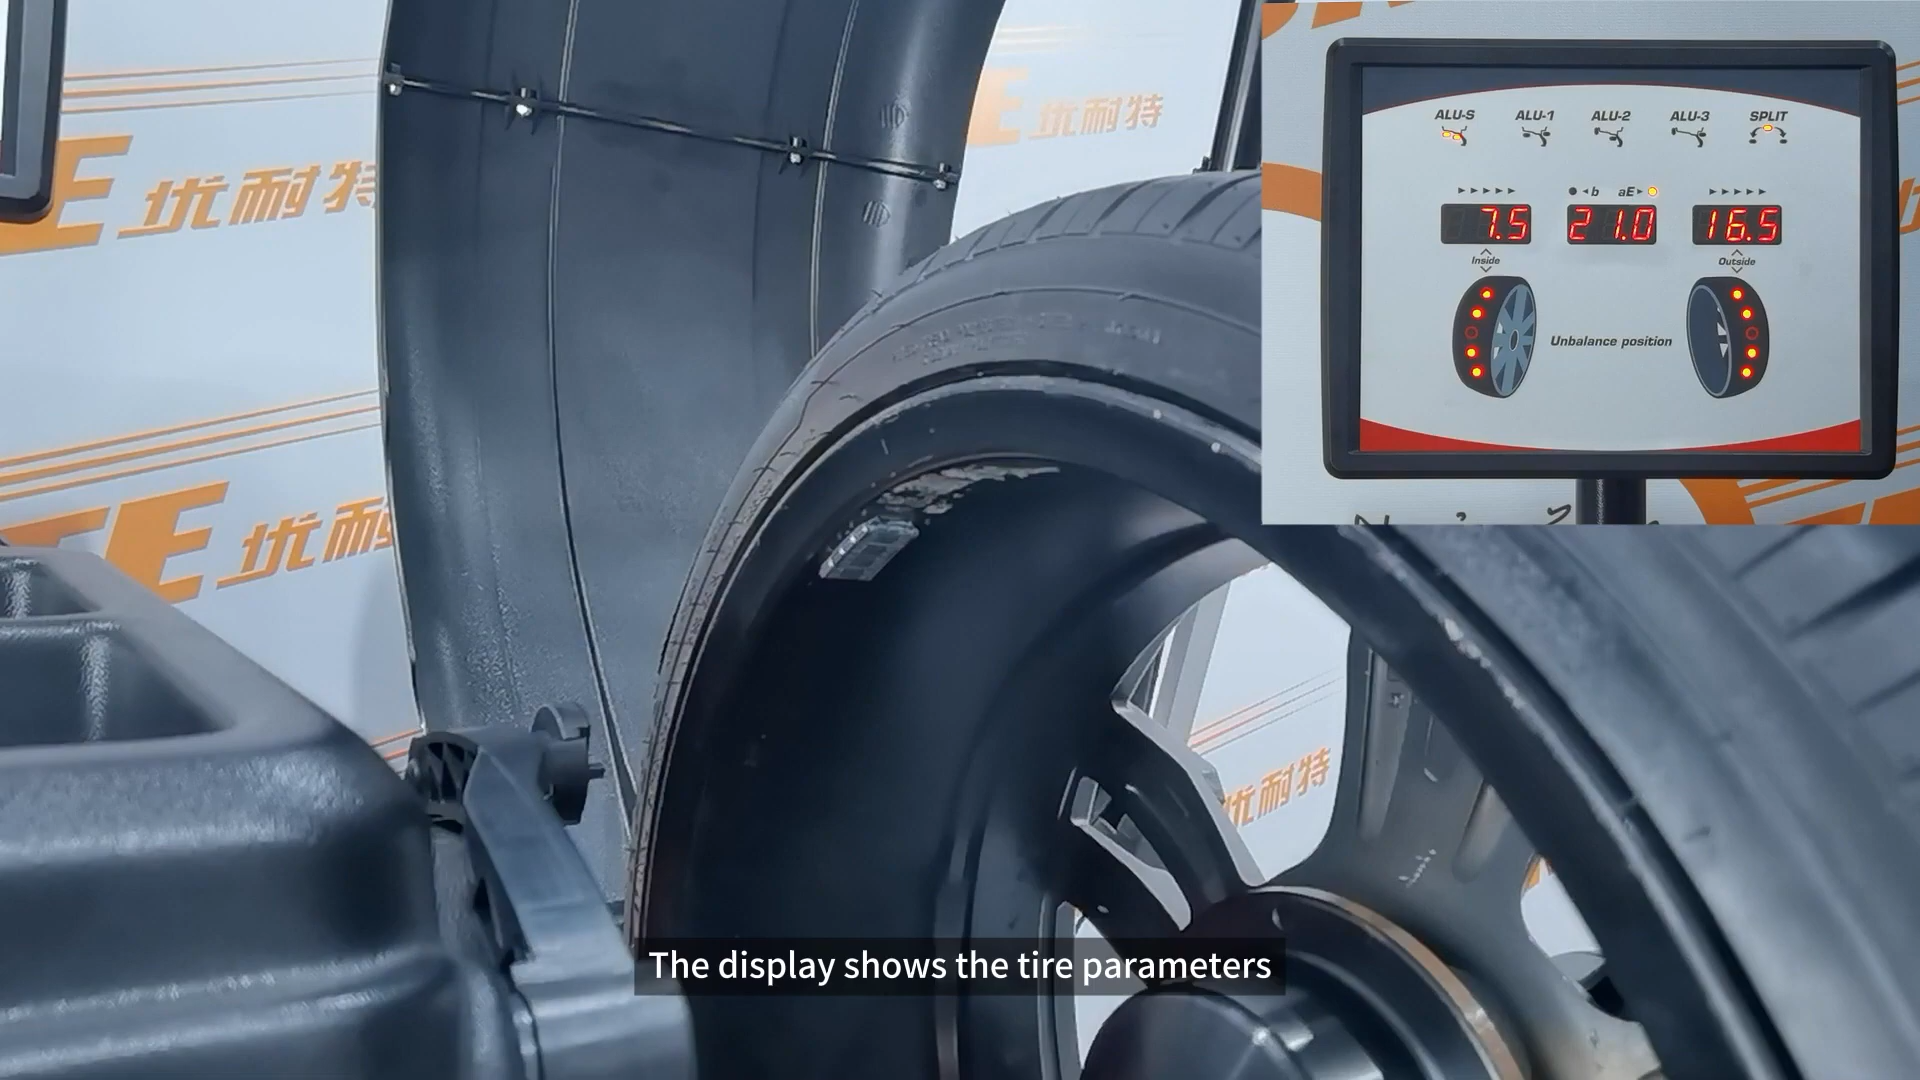 E 优耐特
E 优耐特
TE 优耐
优耐特
ALU-S ALU-1 ALU-2 ALU-3 SPLIT
b aE
7.5 21.0 16.5
Inside Outside
Unbalance position
The display shows the tire parameters